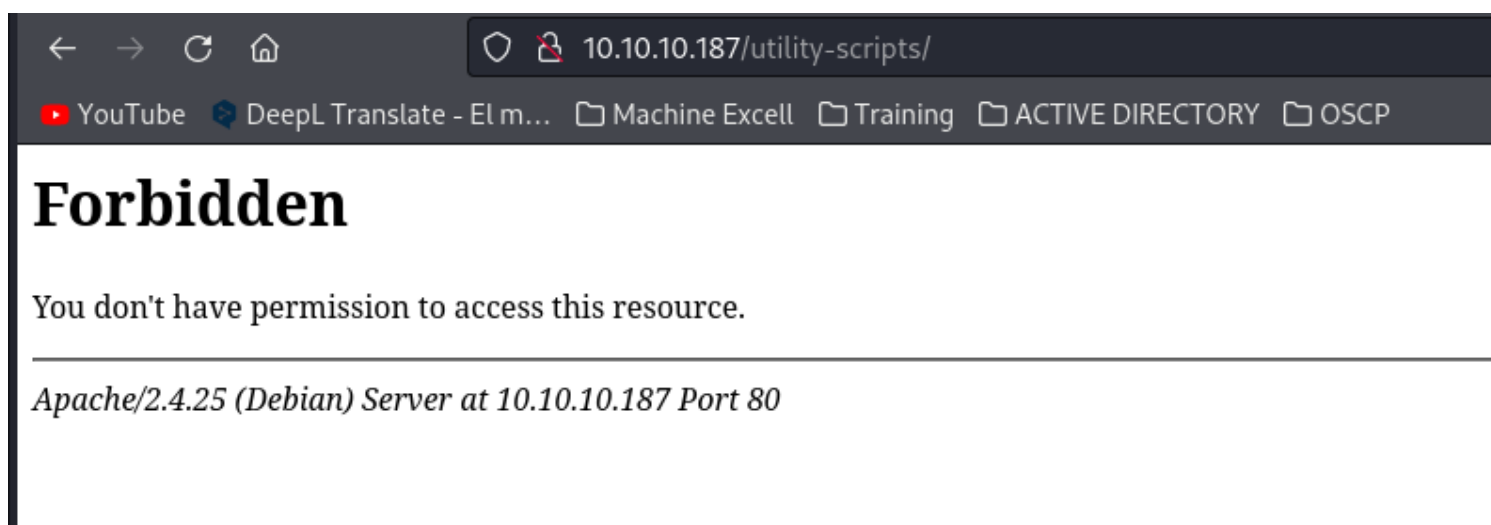 10.10.10.187/utility-scripts/
YouTube DeepL Translate - El m... Machine Excell Training ACTIVE DIRECTORY OSCP
Forbidden
You don't have permission to access this resource.
Apache/2.4.25 (Debian) Server at 10.10.10.187 Port 80